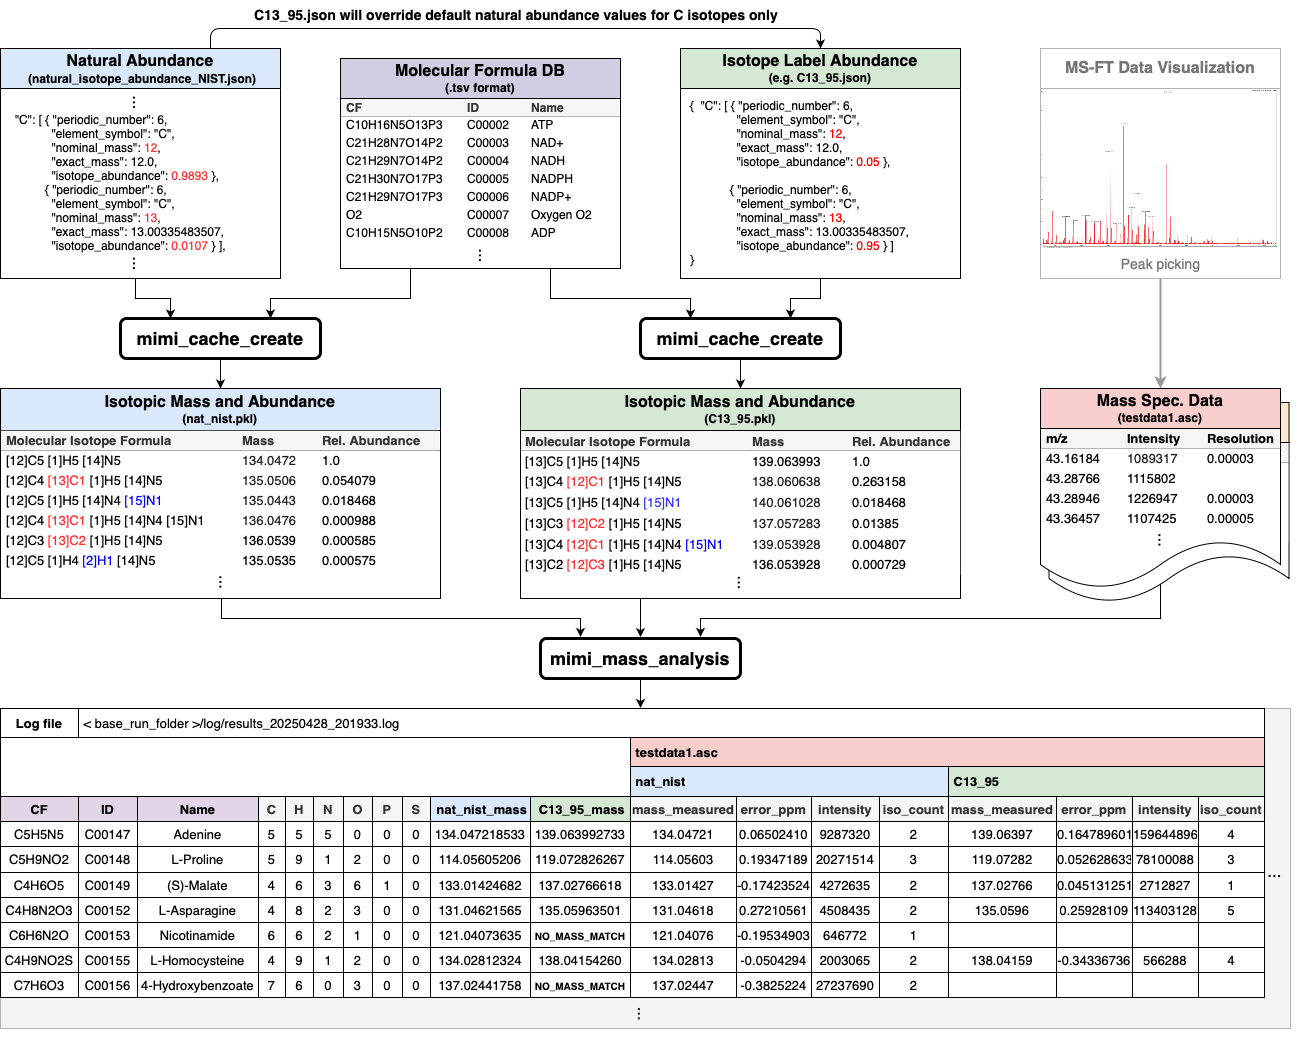 C13_95.json will override default natural abundance values for C isotopes only
Natural Abundance
(natural_isotope_abundance_NIST.json)
⋮
"C": [ { "periodic_number": 6,
"element_symbol": "C",
"nominal_mass": 12,
"exact_mass": 12.0,
"isotope_abundance": 0.9893 },
{ "periodic_number": 6,
"element_symbol": "C",
"nominal_mass": 13,
"exact_mass": 13.00335483507,
"isotope_abundance": 0.0107 } ],
⋮
Molecular Formula DB
(.tsv format)
CF ID Name
C10H16N5O13P3 C00002 ATP
C21H28N7O14P2 C00003 NAD+
C21H29N7O14P2 C00004 NADH
C21H30N7O17P3 C00005 NADPH
C21H29N7O17P3 C00006 NADP+
O2 C00007 Oxygen O2
C10H15N5O10P2 C00008 ADP
⋮
Isotope Label Abundance
(e.g. C13_95.json)
{ "C": [ { "periodic_number": 6,
"element_symbol": "C",
"nominal_mass": 12,
"exact_mass": 12.0,
"isotope_abundance": 0.05 },
{ "periodic_number": 6,
"element_symbol": "C",
"nominal_mass": 13,
"exact_mass": 13.00335483507,
"isotope_abundance": 0.95 } ]
}
MS-FT Data Visualization
Peak picking
mimi_cache_create
mimi_cache_create
Isotopic Mass and Abundance
(nat_nist.pkl)
Molecular Isotope Formula Mass Rel. Abundance
[12]C5 [1]H5 [14]N5 134.0472 1.0
[12]C4 [13]C1 [1]H5 [14]N5 135.0506 0.054079
[12]C5 [1]H5 [14]N4 [15]N1 135.0443 0.018468
[12]C4 [13]C1 [1]H5 [14]N4 [15]N1 136.0476 0.000988
[12]C3 [13]C2 [1]H5 [14]N5 136.0539 0.000585
[12]C5 [1]H4 [2]H1 [14]N5 135.0535 0.000575
⋮
Isotopic Mass and Abundance
(C13_95.pkl)
Molecular Isotope Formula Mass Rel. Abundance
[13]C5 [1]H5 [14]N5 139.063993 1.0
[13]C4 [12]C1 [1]H5 [14]N5 138.060638 0.263158
[13]C5 [1]H5 [14]N4 [15]N1 140.061028 0.018468
[13]C3 [12]C2 [1]H5 [14]N5 137.057283 0.01385
[13]C4 [12]C1 [1]H5 [14]N4 [15]N1 139.053928 0.004807
[13]C2 [12]C3 [1]H5 [14]N5 136.053928 0.000729
⋮
Mass Spec. Data
(testdata1.asc)
m/z Intensity Resolution
43.16184 1089317 0.00003
43.28766 1115802
43.28946 1226947 0.00003
43.36457 1107425 0.00005
⋮
mimi_mass_analysis
Log file < base_run_folder >/log/results_20250428_201933.log
testdata1.asc
nat_nist C13_95
CF ID Name C H N O P S nat_nist_mass C13_95_mass mass_measured error_ppm intensity iso_count mass_measured error_ppm intensity iso_count
C5H5N5 C00147 Adenine 5 5 5 0 0 0 134.047218533 139.063992733 134.04721 0.06502410 9287320 2 139.06397 0.164789601 159644896 4
C5H9NO2 C00148 L-Proline 5 9 1 2 0 0 114.05605206 119.072826267 114.05603 0.19347189 20271514 3 119.07282 0.052628633 78100088 3
C4H6O5 C00149 (S)-Malate 4 6 3 6 1 0 133.01424682 137.02766618 133.01427 -0.17423524 4272635 2 137.02766 0.045131251 2712827 1
C4H8N2O3 C00152 L-Asparagine 4 8 2 3 0 0 131.04621565 135.05963501 131.04618 0.27210561 4508435 2 135.0596 0.25928109 113403128 5
C6H6N2O C00153 Nicotinamide 6 6 2 1 0 0 121.04073635 NO_MASS_MATCH 121.04076 -0.19534903 646772 1
C4H9NO2S C00155 L-Homocysteine 4 9 1 2 0 0 134.02812324 138.04154260 134.02813 -0.0504294 2003065 2 138.04159 -0.34336736 566288 4
C7H6O3 C00156 4-Hydroxybenzoate 7 6 0 3 0 0 137.02441758 NO_MASS_MATCH 137.02447 -0.3825224 27237690 2
...
⋮